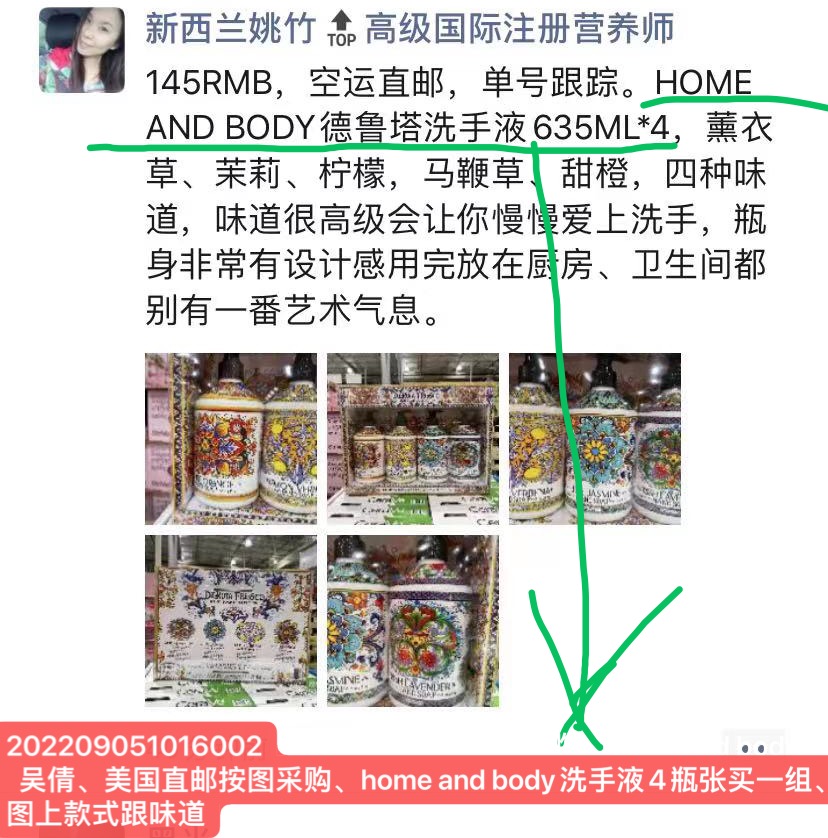 新西兰姚竹 TOP 高级国际注册营养师
145RMB，空运直邮，单号跟踪。HOME
AND BODY德鲁塔洗手液635ML*4，薰衣
草、茉莉、柠檬，马鞭草、甜橙，四种味
道，味道很高级会让你慢慢爱上洗手，瓶
身非常有设计感用完放在厨房、卫生间都
别有一番艺术气息。
202209051016002
吴倩、美国直邮按图采购、home and body洗手液4瓶张买一组、
图上款式跟味道